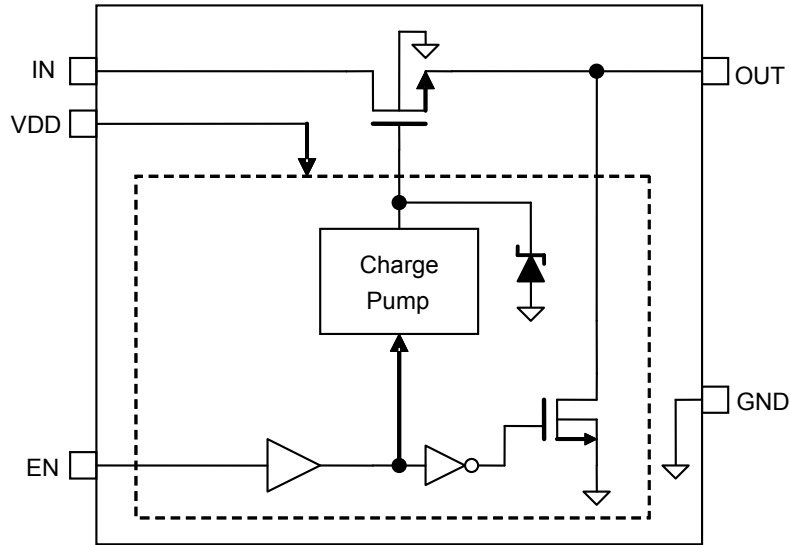 IN
OUT
VDD
Charge
Pump
GND
EN